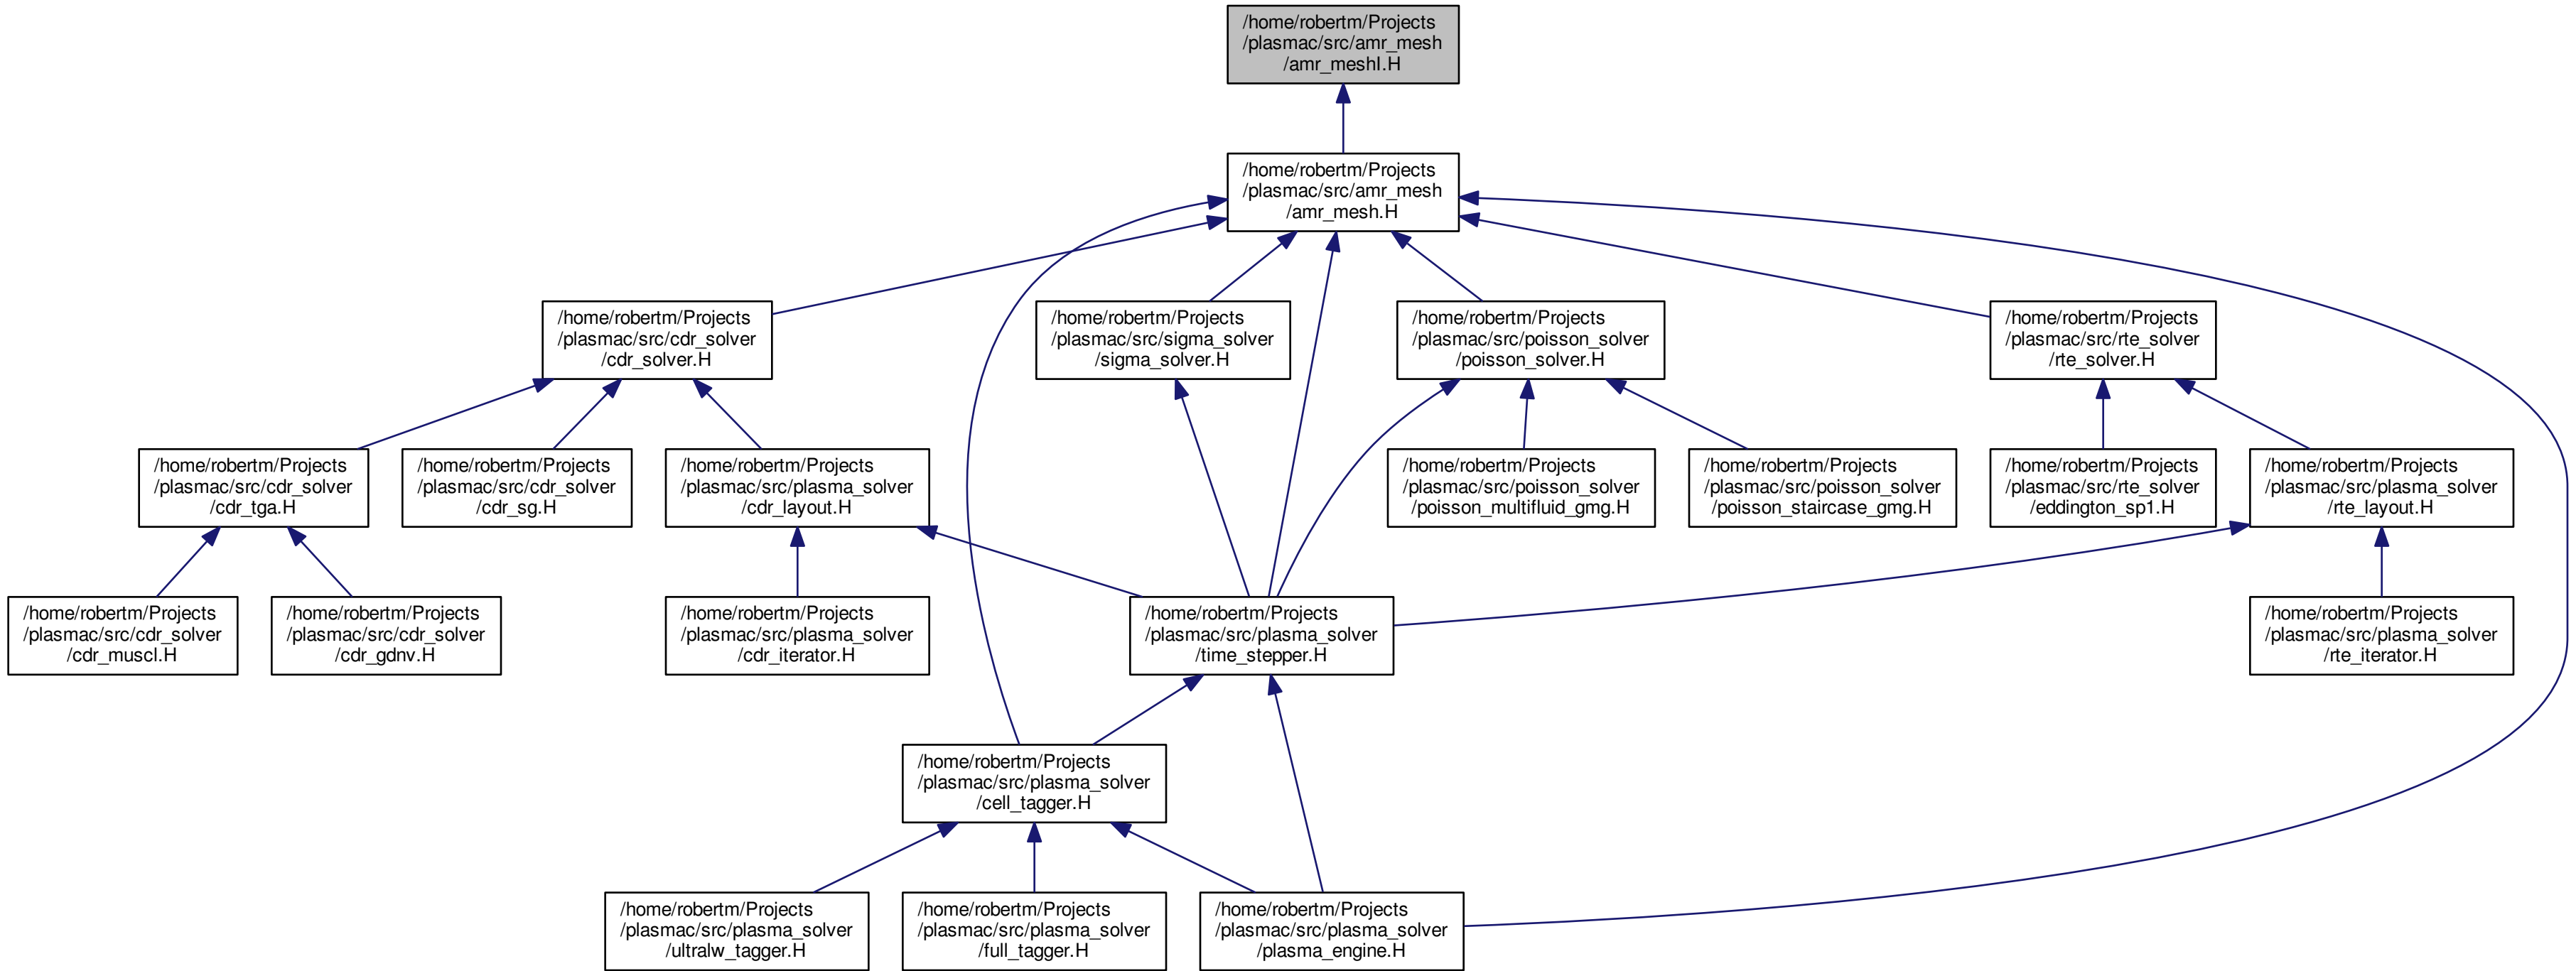 /home/robertm/Projects
/plasmac/src/amr_mesh
/amr_meshI.H
/home/robertm/Projects
/plasmac/src/amr_mesh
/amr_mesh.H
/home/robertm/Projects
/plasmac/src/cdr_solver
/cdr_solver.H
/home/robertm/Projects
/plasmac/src/sigma_solver
/sigma_solver.H
/home/robertm/Projects
/plasmac/src/poisson_solver
/poisson_solver.H
/home/robertm/Projects
/plasmac/src/rte_solver
/rte_solver.H
/home/robertm/Projects
/plasmac/src/cdr_solver
/cdr_tga.H
/home/robertm/Projects
/plasmac/src/cdr_solver
/cdr_sg.H
/home/robertm/Projects
/plasmac/src/plasma_solver
/cdr_layout.H
/home/robertm/Projects
/plasmac/src/poisson_solver
/poisson_multifluid_gmg.H
/home/robertm/Projects
/plasmac/src/poisson_solver
/poisson_staircase_gmg.H
/home/robertm/Projects
/plasmac/src/rte_solver
/eddington_sp1.H
/home/robertm/Projects
/plasmac/src/plasma_solver
/rte_layout.H
/home/robertm/Projects
/plasmac/src/cdr_solver
/cdr_muscl.H
/home/robertm/Projects
/plasmac/src/cdr_solver
/cdr_gdnv.H
/home/robertm/Projects
/plasmac/src/plasma_solver
/cdr_iterator.H
/home/robertm/Projects
/plasmac/src/plasma_solver
/time_stepper.H
/home/robertm/Projects
/plasmac/src/plasma_solver
/rte_iterator.H
/home/robertm/Projects
/plasmac/src/plasma_solver
/cell_tagger.H
/home/robertm/Projects
/plasmac/src/plasma_solver
/ultralw_tagger.H
/home/robertm/Projects
/plasmac/src/plasma_solver
/full_tagger.H
/home/robertm/Projects
/plasmac/src/plasma_solver
/plasma_engine.H